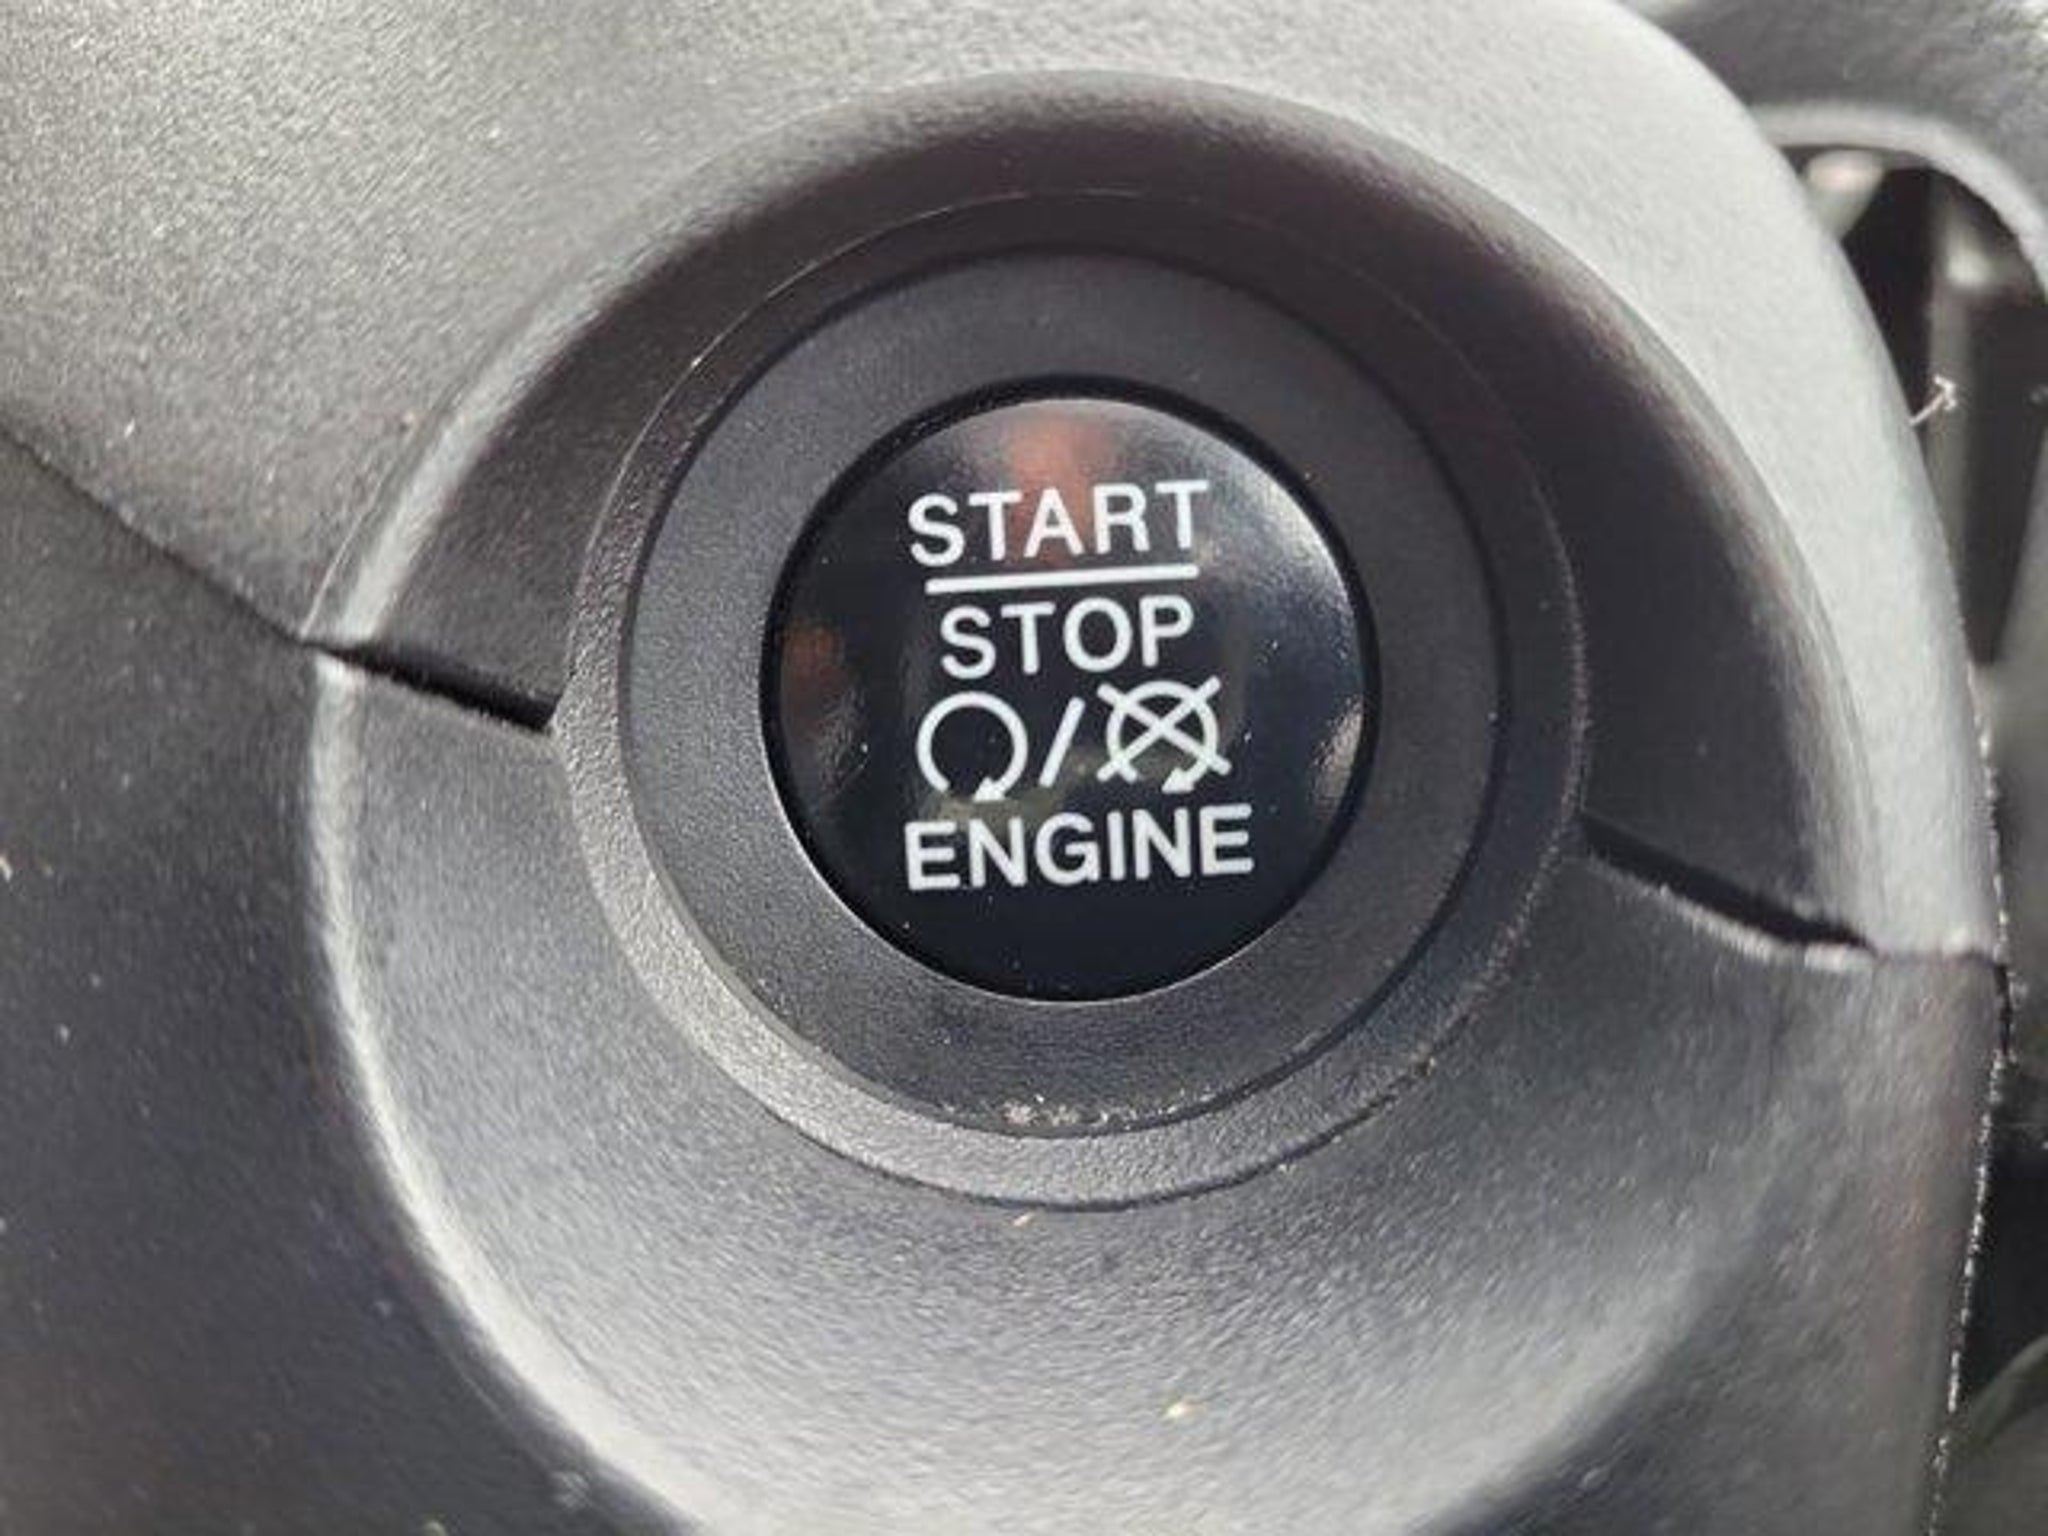 START
STOP
/
ENGINE